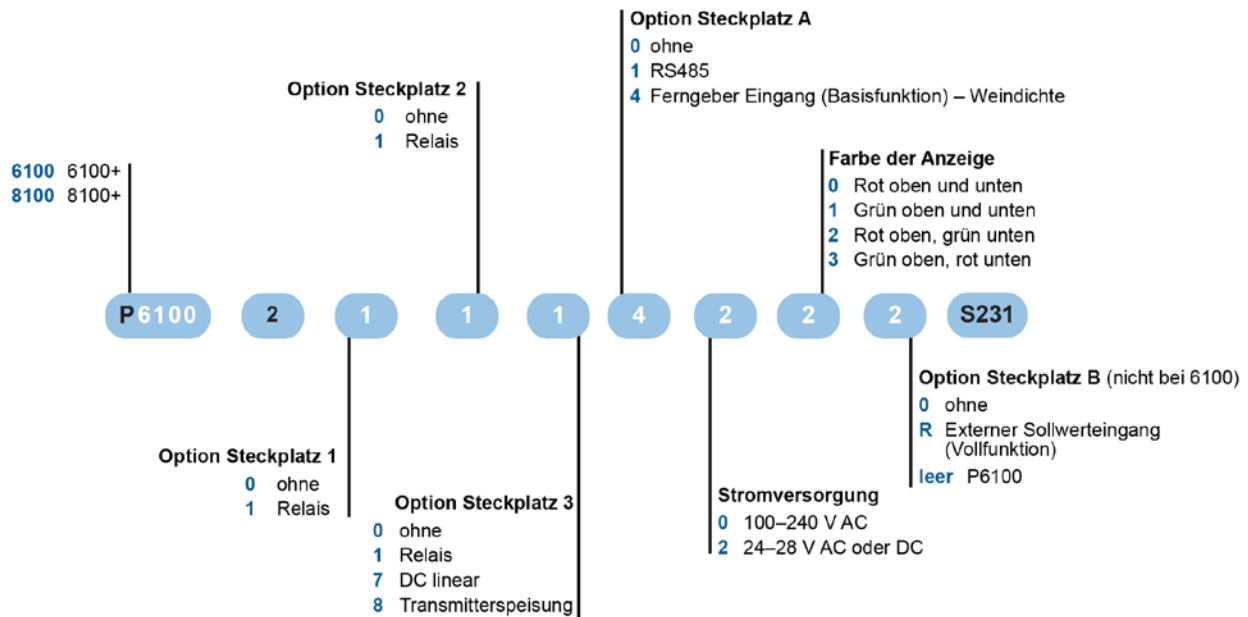 Option Steckplatz A
0 ohne
1 RS485
4 Ferngeber Eingang (Basisfunktion) – Weindichte
Option Steckplatz 2
0 ohne
1 Relais
6100 6100+
8100 8100+
Farbe der Anzeige
0 Rot oben und unten
1 Grün oben und unten
2 Rot oben, grün unten
3 Grün oben, rot unten
P6100 2 1 1 1 4 2 2 2 S231
Option Steckplatz 1
0 ohne
1 Relais
Option Steckplatz 3
0 ohne
1 Relais
7 DC linear
8 Transmitterspeisung
Stromversorgung
0 100–240 V AC
2 24–28 V AC oder DC
Option Steckplatz B (nicht bei 6100)
0 ohne
R Externer Sollwerteingang
(Vollfunktion)
leer P6100